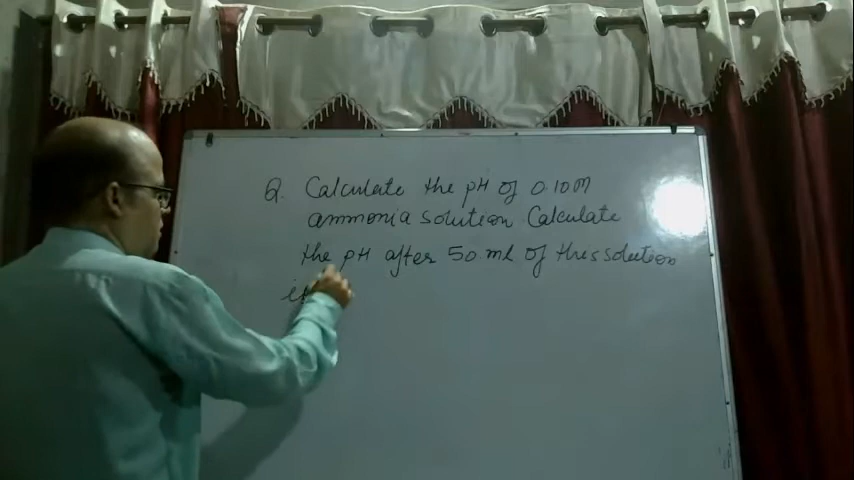 Q. Calculate the pH of 0.10M
ammonia solution. Calculate
the pH after 50 ml of this solution